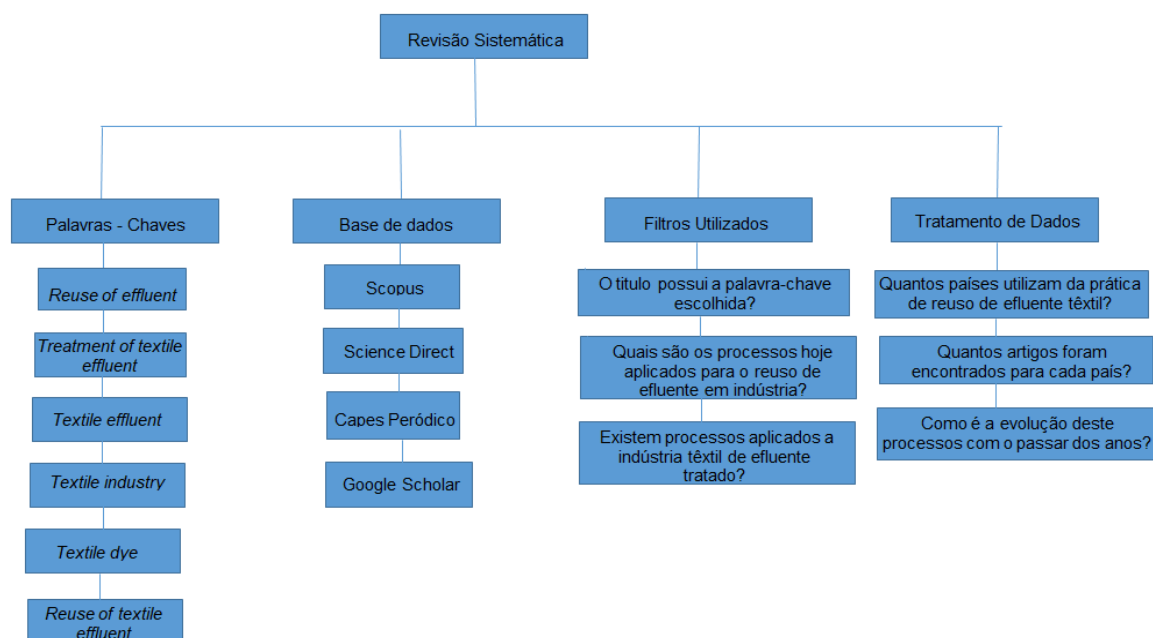 Revisão Sistemática
Palavras - Chaves
Reuse of effluent
Treatment of textile
effluent
Textile effluent
Textile industry
Textile dye
Reuse of textile
effluent
Base de dados
Scopus
Science Direct
Capes Peródico
Google Scholar
Filtros Utilizados
O titulo possui a palavra-chave
escolhida?
Quais são os processos hoje
aplicados para o reuso de
efluente em indústria?
Existem processos aplicados a
indústria têxtil de efluente
tratado?
Tratamento de Dados
Quantos países utilizam da prática
de reuso de efluente têxtil?
Quantos artigos foram
encontrados para cada país?
Como é a evolução deste
processos com o passar dos anos?